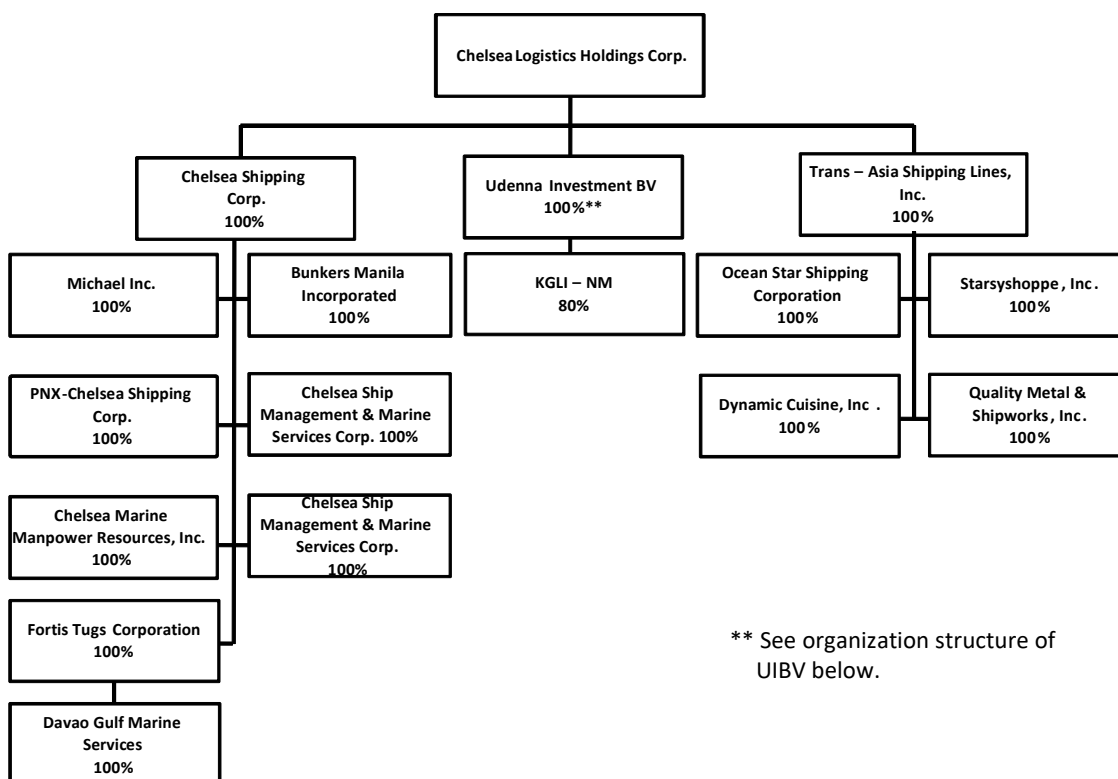 Chelsea Logistics Holdings Corp.
Chelsea Shipping
Corp.
100%
Udenna Investment BV
100%**
Trans – Asia Shipping Lines,
Inc.
100%
Michael Inc.
100%
Bunkers Manila
Incorporated
100%
KGLI – NM
80%
Ocean Star Shipping
Corporation
100%
Starsyshoppe, Inc.
100%
PNX-Chelsea Shipping
Corp.
100%
Chelsea Ship
Management & Marine
Services Corp. 100%
Dynamic Cuisine, Inc.
100%
Quality Metal &
Shipworks, Inc.
100%
Chelsea Marine
Manpower Resources, Inc.
100%
Chelsea Ship
Management & Marine
Services Corp.
100%
Fortis Tugs Corporation
100%
** See organization structure of
UIBV below.
Davao Gulf Marine
Services
100%